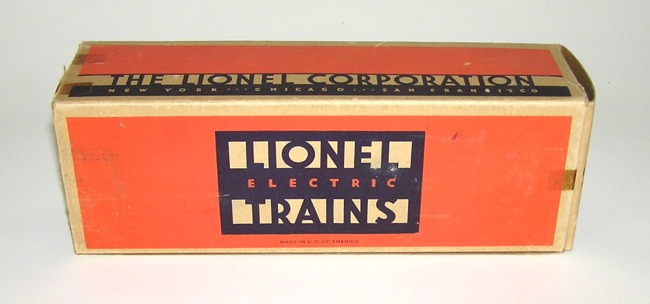 THE LIONEL CORPORATION
NEW YORK ··· CHICAGO ··· SAN FRANCISCO
LIONEL
ELECTRIC
TRAINS
MADE IN U.S. OF AMERICA